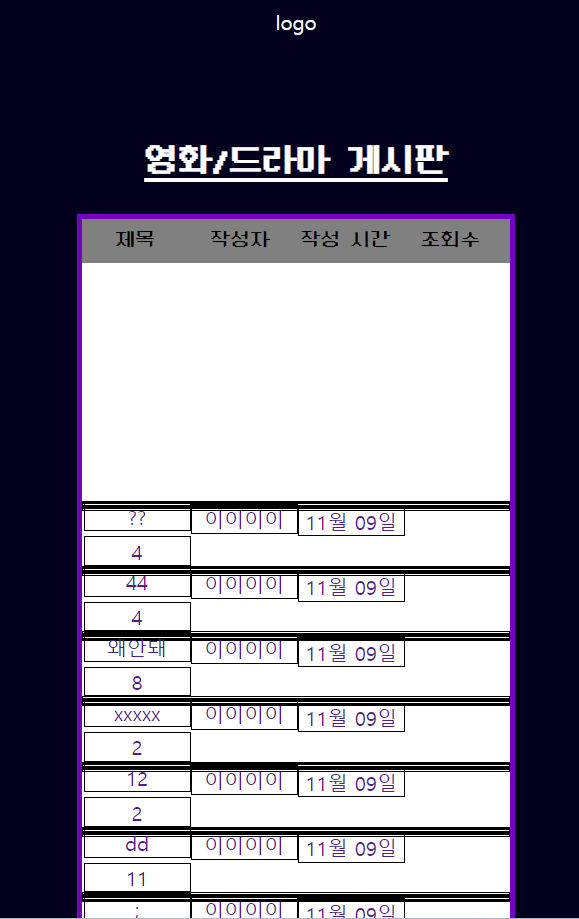 logo
영화/드라마 게시판
제목 작성자 작성 시간 조회수
?? 이이이이 11월 09일
4
44 이이이이 11월 09일
4
왜안돼 이이이이 11월 09일
8
xxxxx 이이이이 11월 09일
2
12 이이이이 11월 09일
2
dd 이이이이 11월 09일
11
; 이이이이 11월 09일